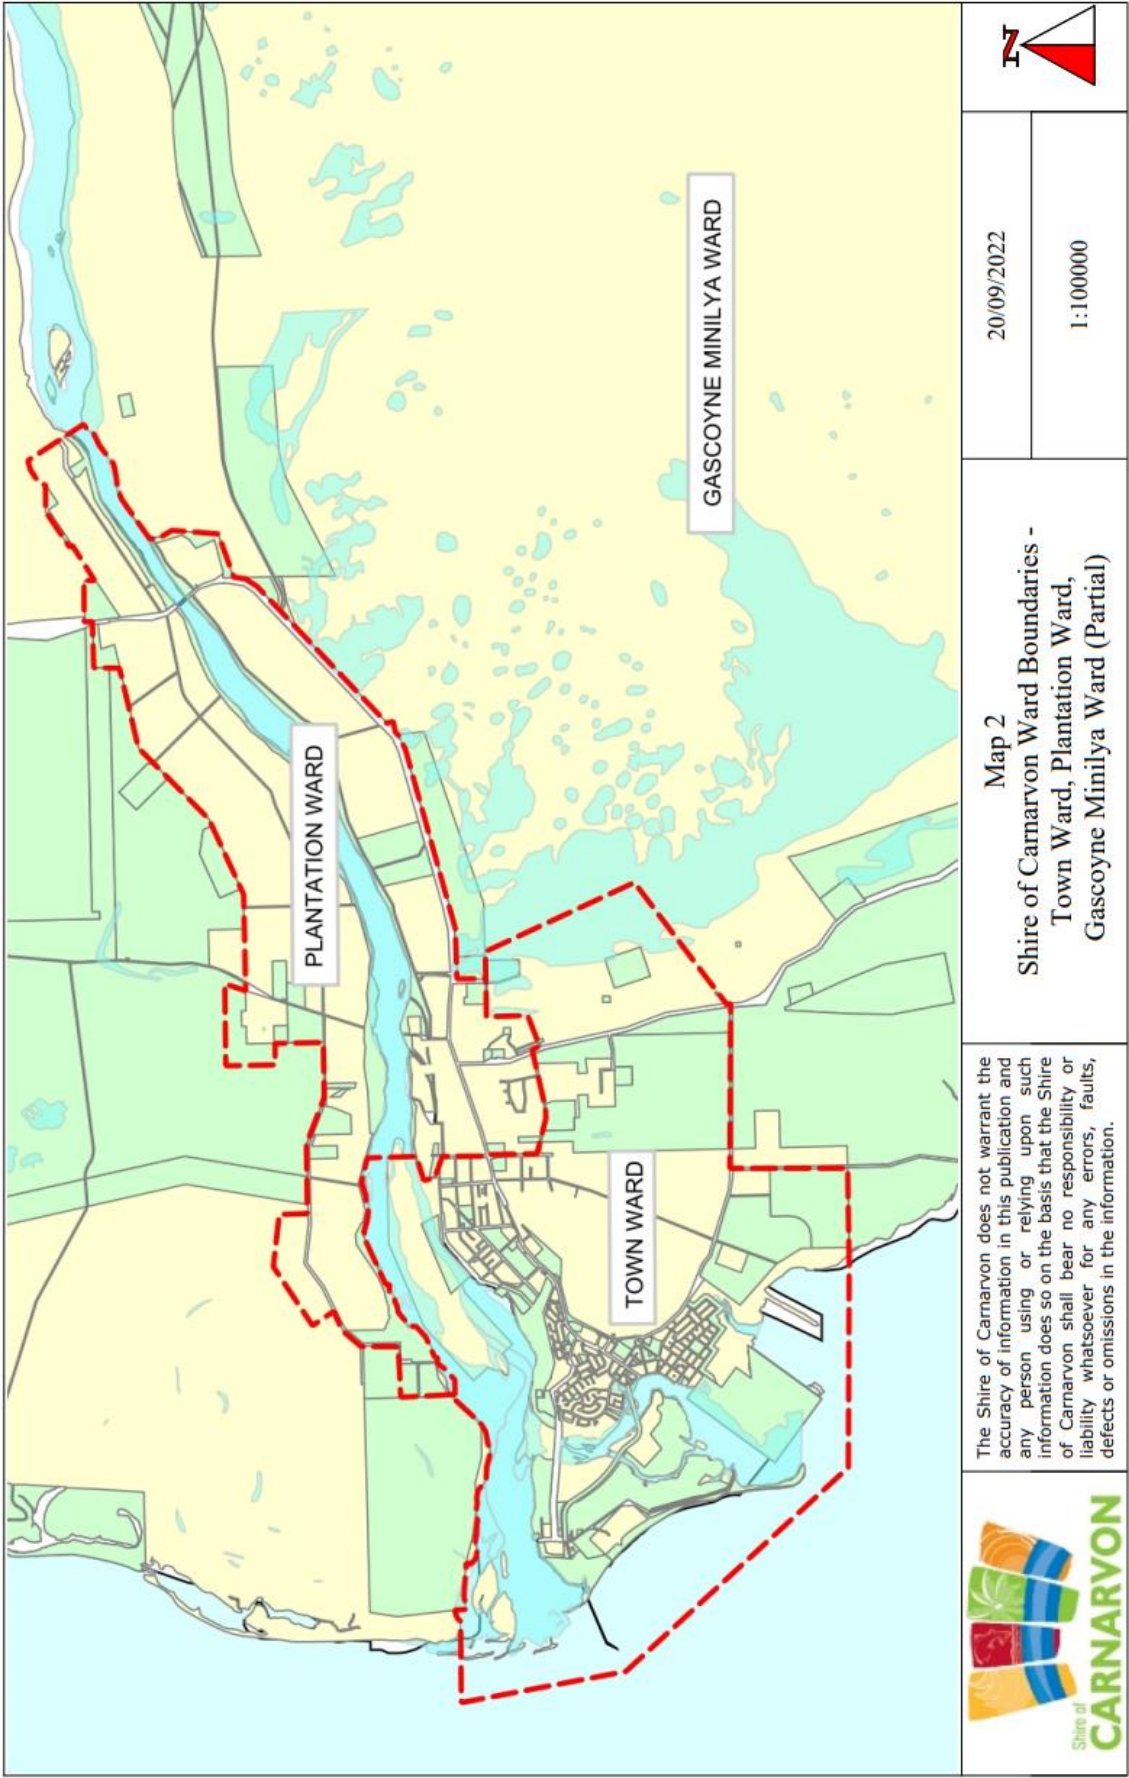 PLANTATION WARD
GASCOYNE MINILYA WARD
TOWN WARD
Shire of
CARNARVON
The Shire of Carnarvon does not warrant the
accuracy of information in this publication and
any person using or relying upon such
information does so on the basis that the Shire
of Carnarvon shall bear no responsibility or
liability whatsoever for any errors, faults,
defects or omissions in the information.
Map 2
Shire of Carnarvon Ward Boundaries -
Town Ward, Plantation Ward,
Gascoyne Minilya Ward (Partial)
20/09/2022
1:100000
N